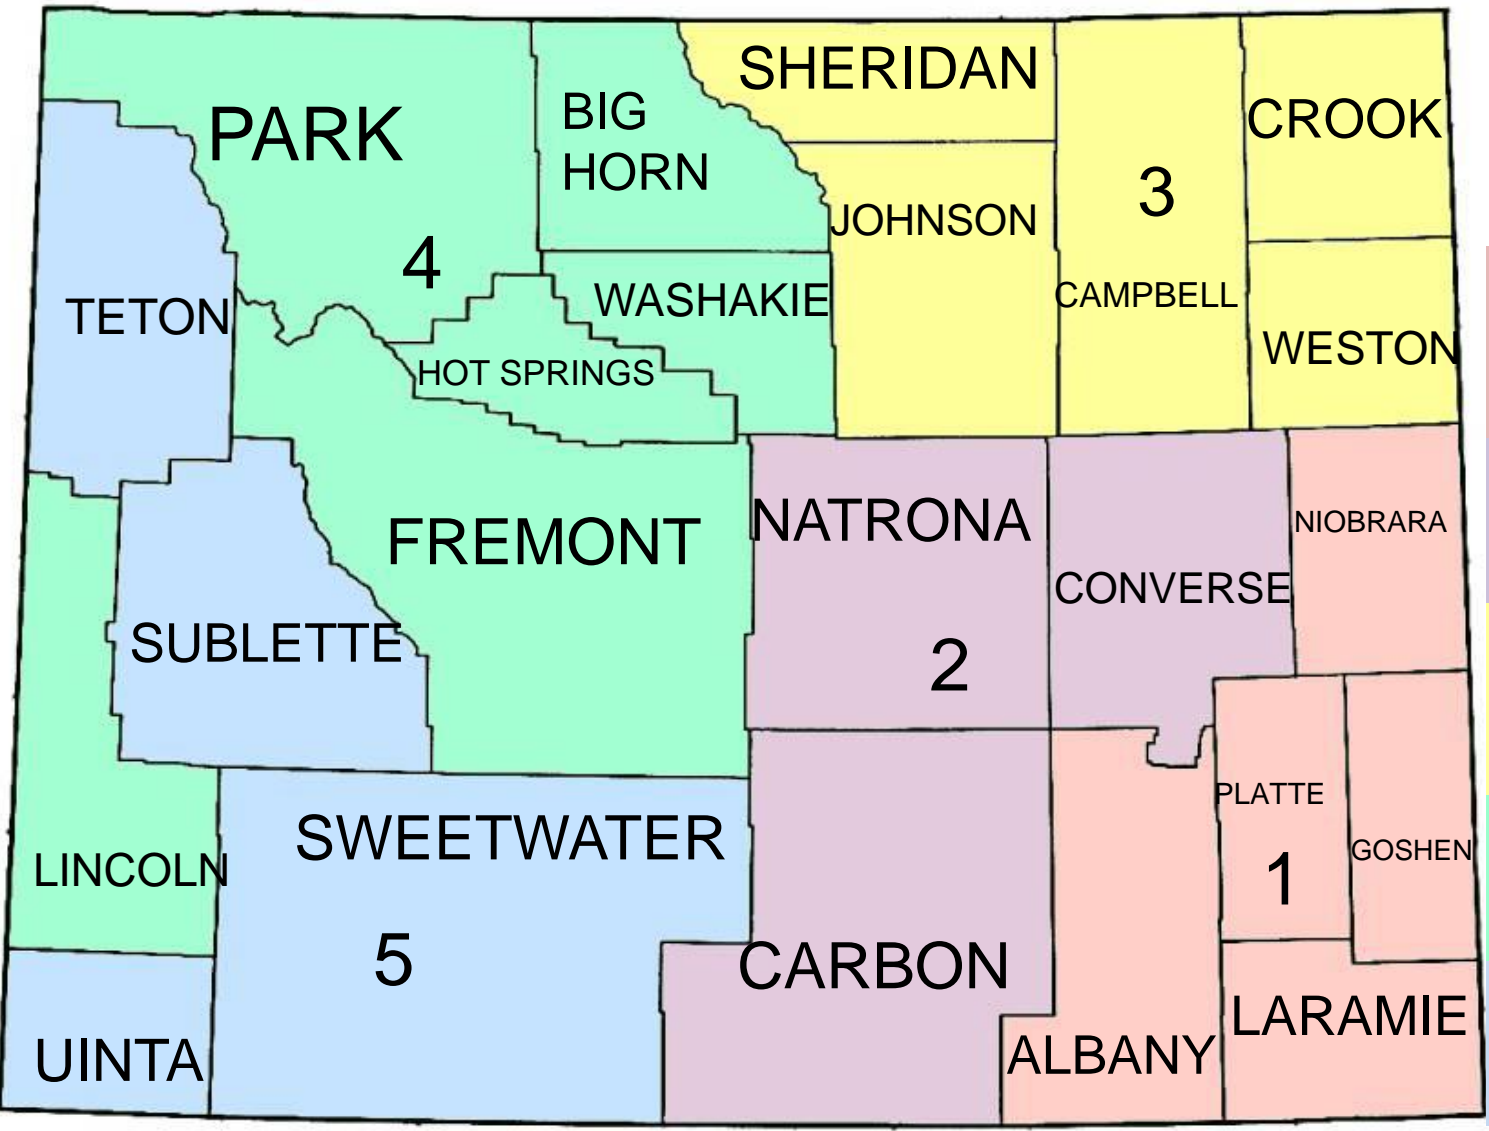 SHERIDAN
PARK
BIG
HORN
CROOK
3
JOHNSON
4
TETON
WASHAKIE
CAMPBELL
WESTON
HOT SPRINGS
FREMONT
NATRONA
NIOBRARA
CONVERSE
SUBLETTE
2
PLATTE
SWEETWATER
GOSHEN
LINCOLN
1
5
CARBON
LARAMIE
UINTA
ALBANY